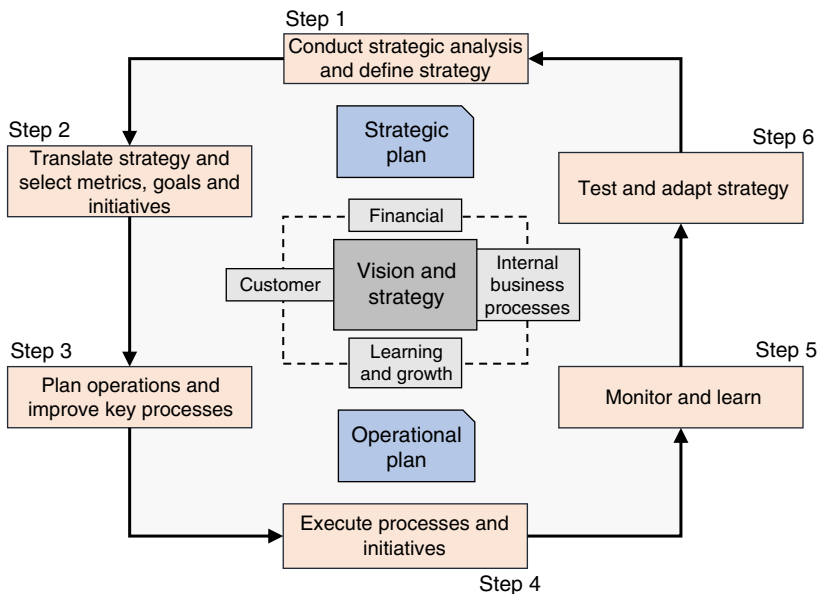 Step 1
Conduct strategic analysis
and define strategy
Step 2
Translate strategy and
select metrics, goals and
initiatives
Strategic
plan
Step 6
Test and adapt strategy
Financial
Customer
Vision and
strategy
Internal
business
processes
Learning
and growth
Step 3
Plan operations and
improve key processes
Step 5
Monitor and learn
Operational
plan
Execute processes and
initiatives
Step 4